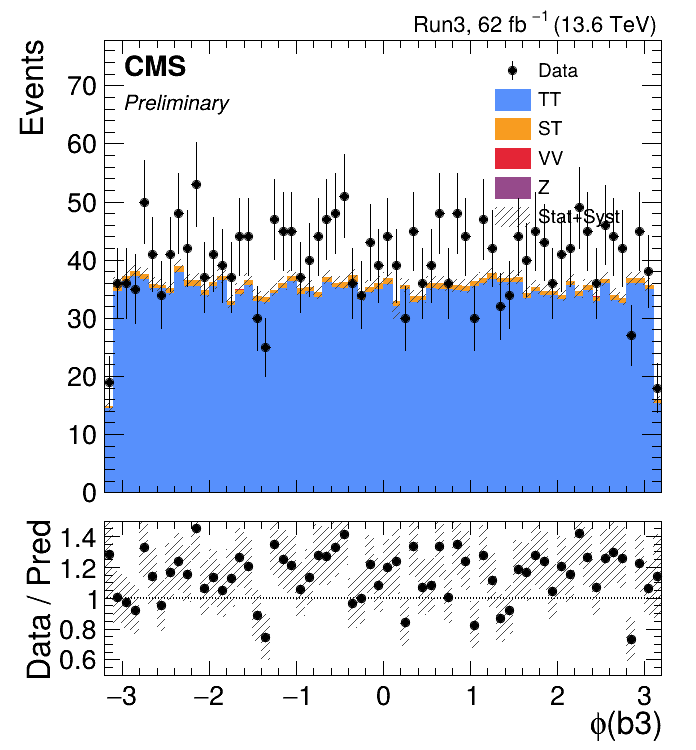 Run3, 62 fb⁻¹ (13.6 TeV)
CMS
Preliminary
Events
70
60
50
40
30
20
10
0
Data
TT
ST
VV
Z
Stat+Syst
Data / Pred
1.4
1.2
1
0.8
0.6
−3 −2 −1 0 1 2 3
ϕ(b3)